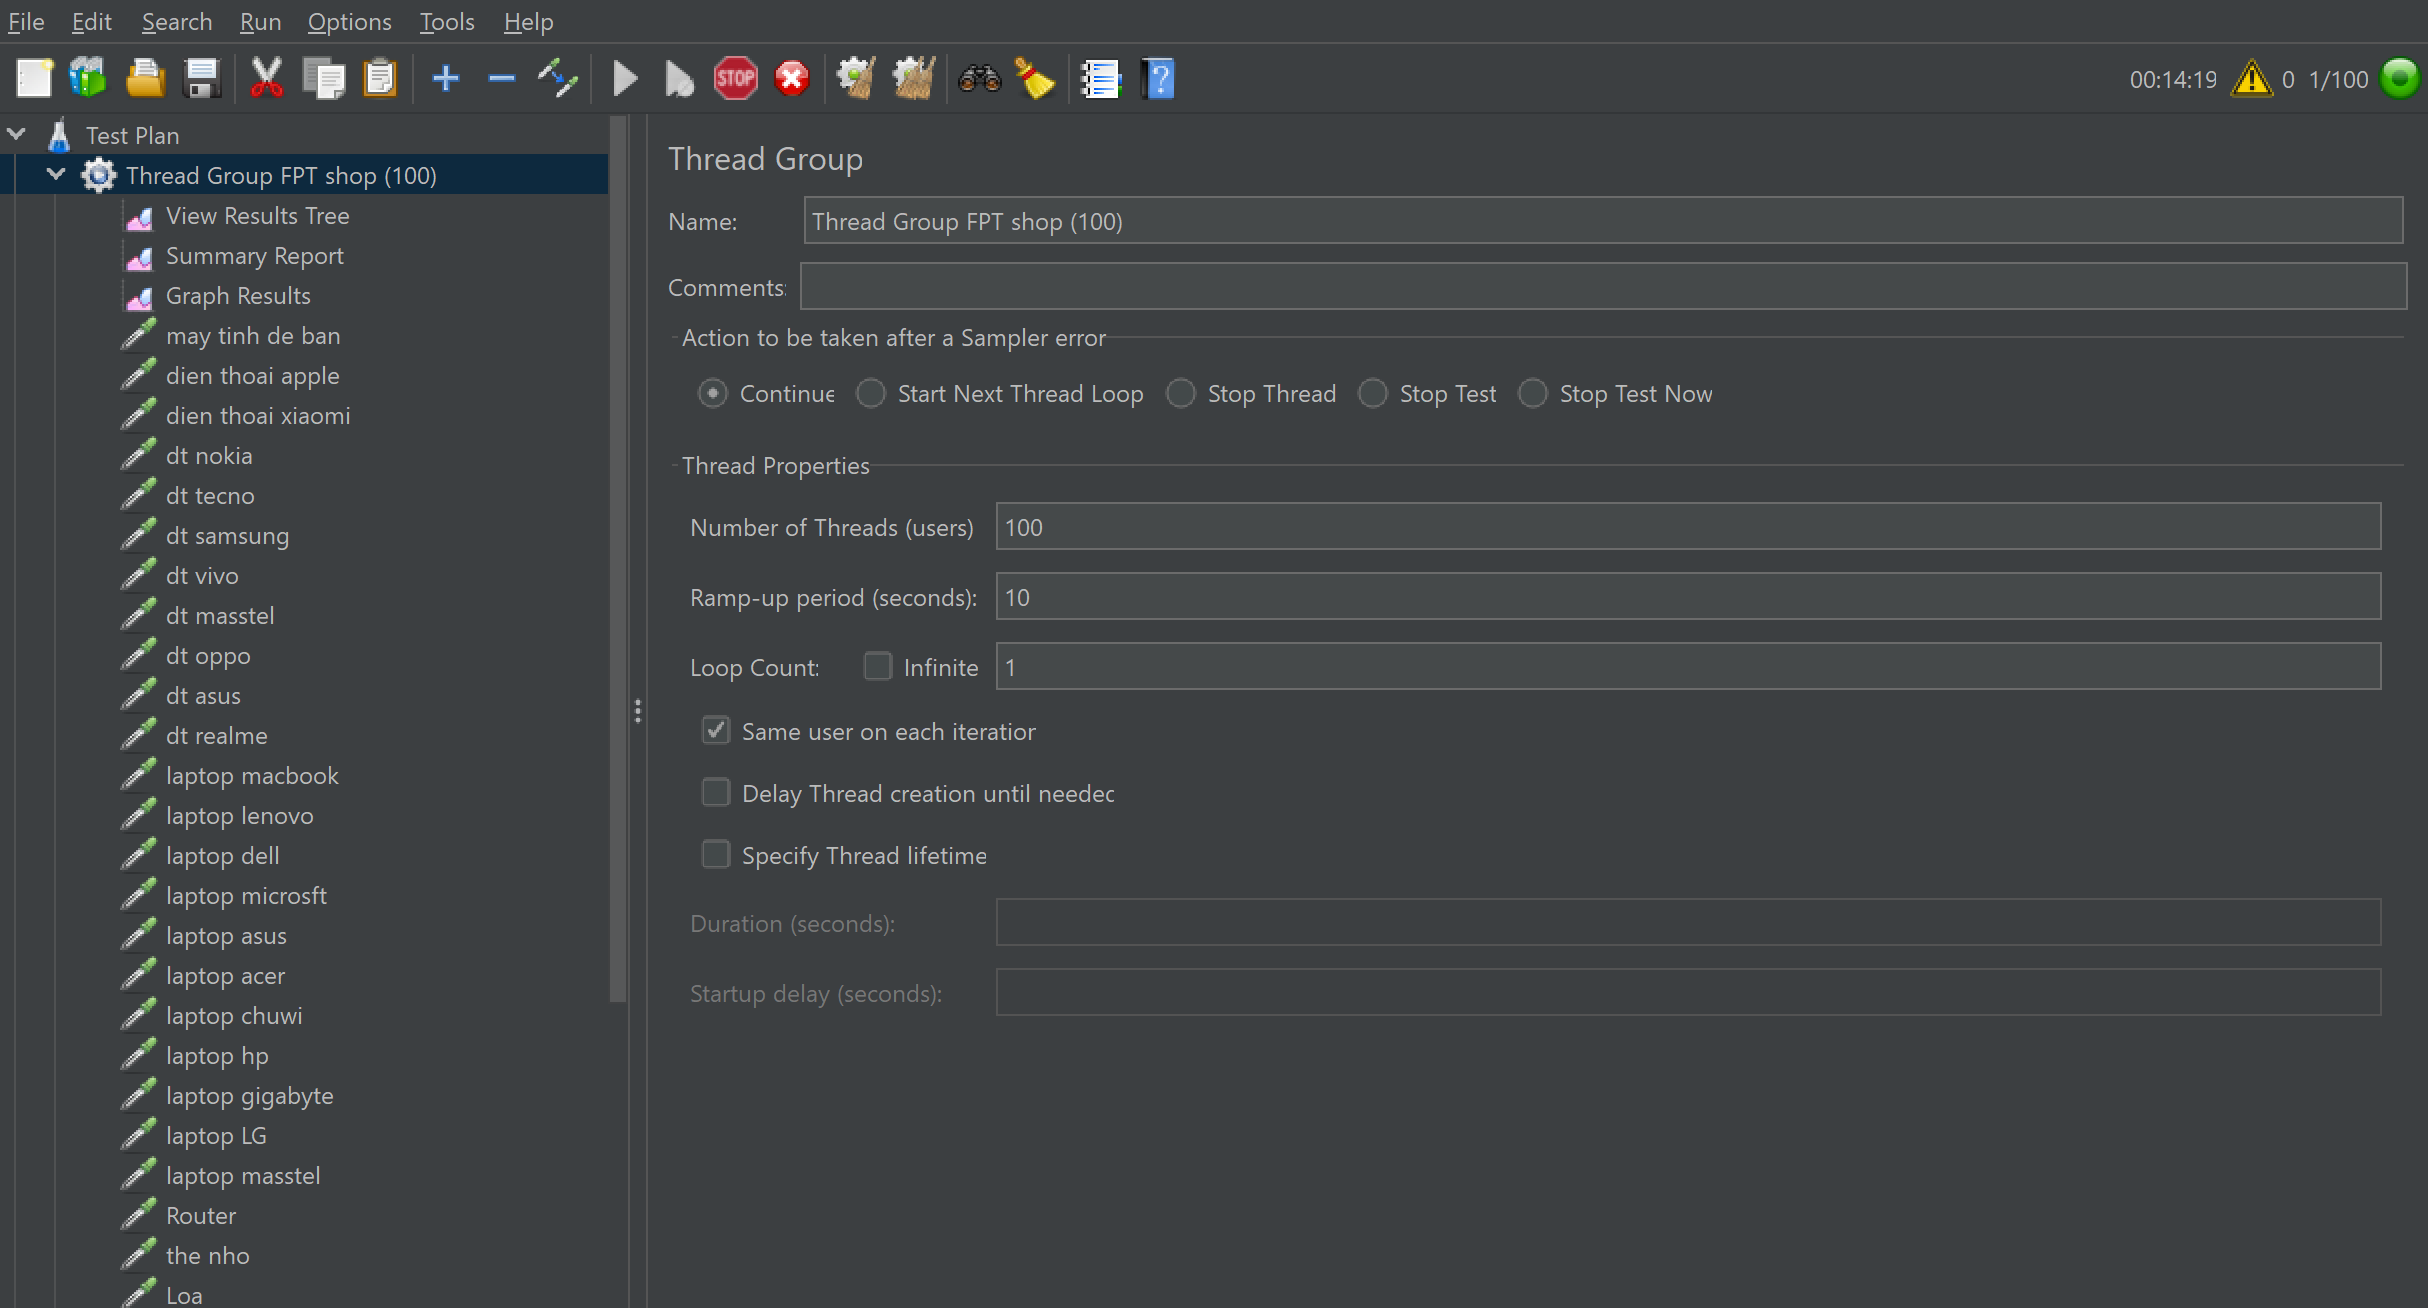 File Edit Search Run Options Tools Help
STOP ? 00:14:19 0 1/100
Test Plan
Thread Group FPT shop (100)
View Results Tree
Summary Report
Graph Results
may tinh de ban
dien thoai apple
dien thoai xiaomi
dt nokia
dt tecno
dt samsung
dt vivo
dt masstel
dt oppo
dt asus
dt realme
laptop macbook
laptop lenovo
laptop dell
laptop microsft
laptop asus
laptop acer
laptop chuwi
laptop hp
laptop gigabyte
laptop LG
laptop masstel
Router
the nho
Loa
Thread Group
Name: Thread Group FPT shop (100)
Comments:
Action to be taken after a Sampler error
Continue Start Next Thread Loop Stop Thread Stop Test Stop Test Now
Thread Properties
Number of Threads (users) 100
Ramp-up period (seconds): 10
Loop Count: Infinite 1
Same user on each iteratior
Delay Thread creation until needec
Specify Thread lifetime
Duration (seconds):
Startup delay (seconds):